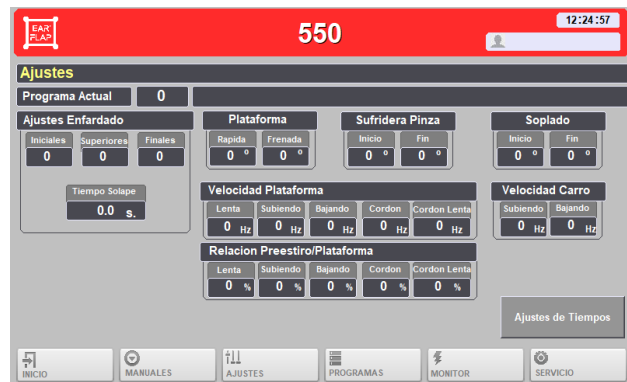 EAR'
FLAP
550
12:24:57
Ajustes
Programa Actual 0
Ajustes Enfardado
Iniciales Superiores Finales
0 0 0
Tiempo Solape
0.0 s.
Plataforma
Rapida Frenada
0 º 0 º
Sufridera Pinza
Inicio Fin
0 º 0 º
Soplado
Inicio Fin
0 º 0 º
Velocidad Plataforma
Lenta Subiendo Bajando Cordon Cordon Lenta
0 Hz 0 Hz 0 Hz 0 Hz 0 Hz
Velocidad Carro
Subiendo Bajando
0 Hz 0 Hz
Relacion Preestiro/Plataforma
Lenta Subiendo Bajando Cordon Cordon Lenta
0 % 0 % 0 % 0 % 0 %
Ajustes de Tiempos
INICIO MANUALES AJUSTES PROGRAMAS MONITOR SERVICIO